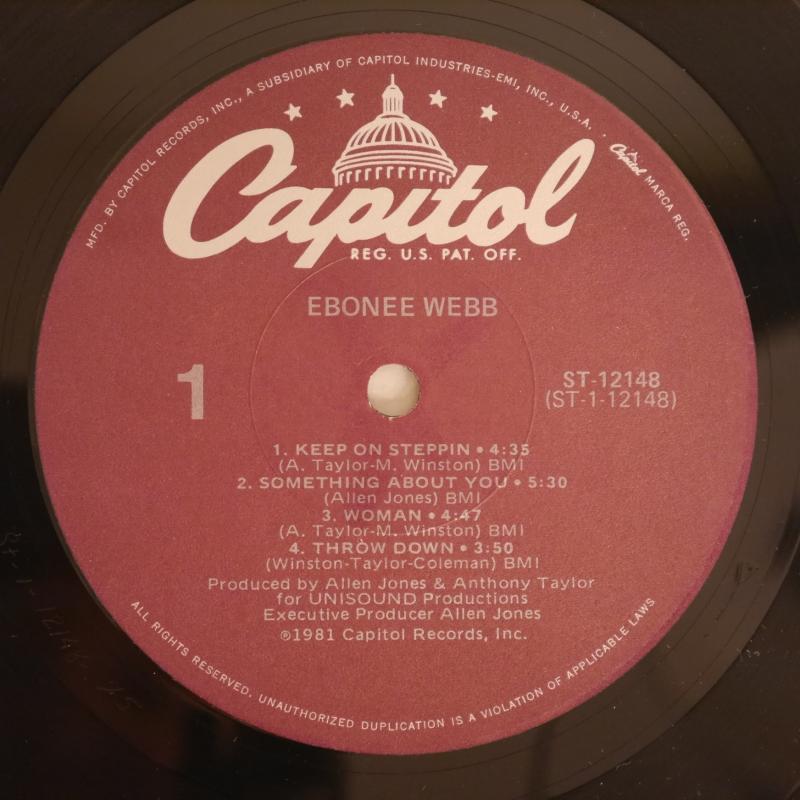 MFD. BY CAPITOL RECORDS, INC., A SUBSIDIARY OF CAPITOL INDUSTRIES-EMI, INC., U.S.A. · Capitol MARCA REG.
Capitol
REG. U.S. PAT. OFF.
EBONEE WEBB
1
ST-12148
(ST-1-12148)
1. KEEP ON STEPPIN • 4:35
(A. Taylor-M. Winston) BMI
2. SOMETHING ABOUT YOU • 5:30
(Allen Jones) BMI
3. WOMAN • 4:47
(A. Taylor-M. Winston) BMI
4. THROW DOWN • 3:50
(Winston-Taylor-Coleman) BMI
Produced by Allen Jones & Anthony Taylor
for UNISOUND Productions
Executive Producer Allen Jones
℗1981 Capitol Records, Inc.
ALL RIGHTS RESERVED. UNAUTHORIZED DUPLICATION IS A VIOLATION OF APPLICABLE LAWS